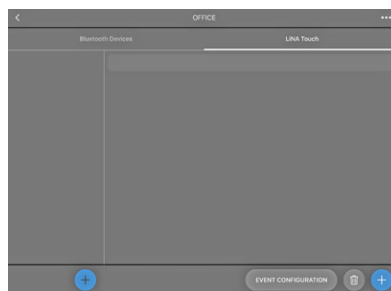 OFFICE
Bluetooth Devices
LiNA Touch
EVENT CONFIGURATION